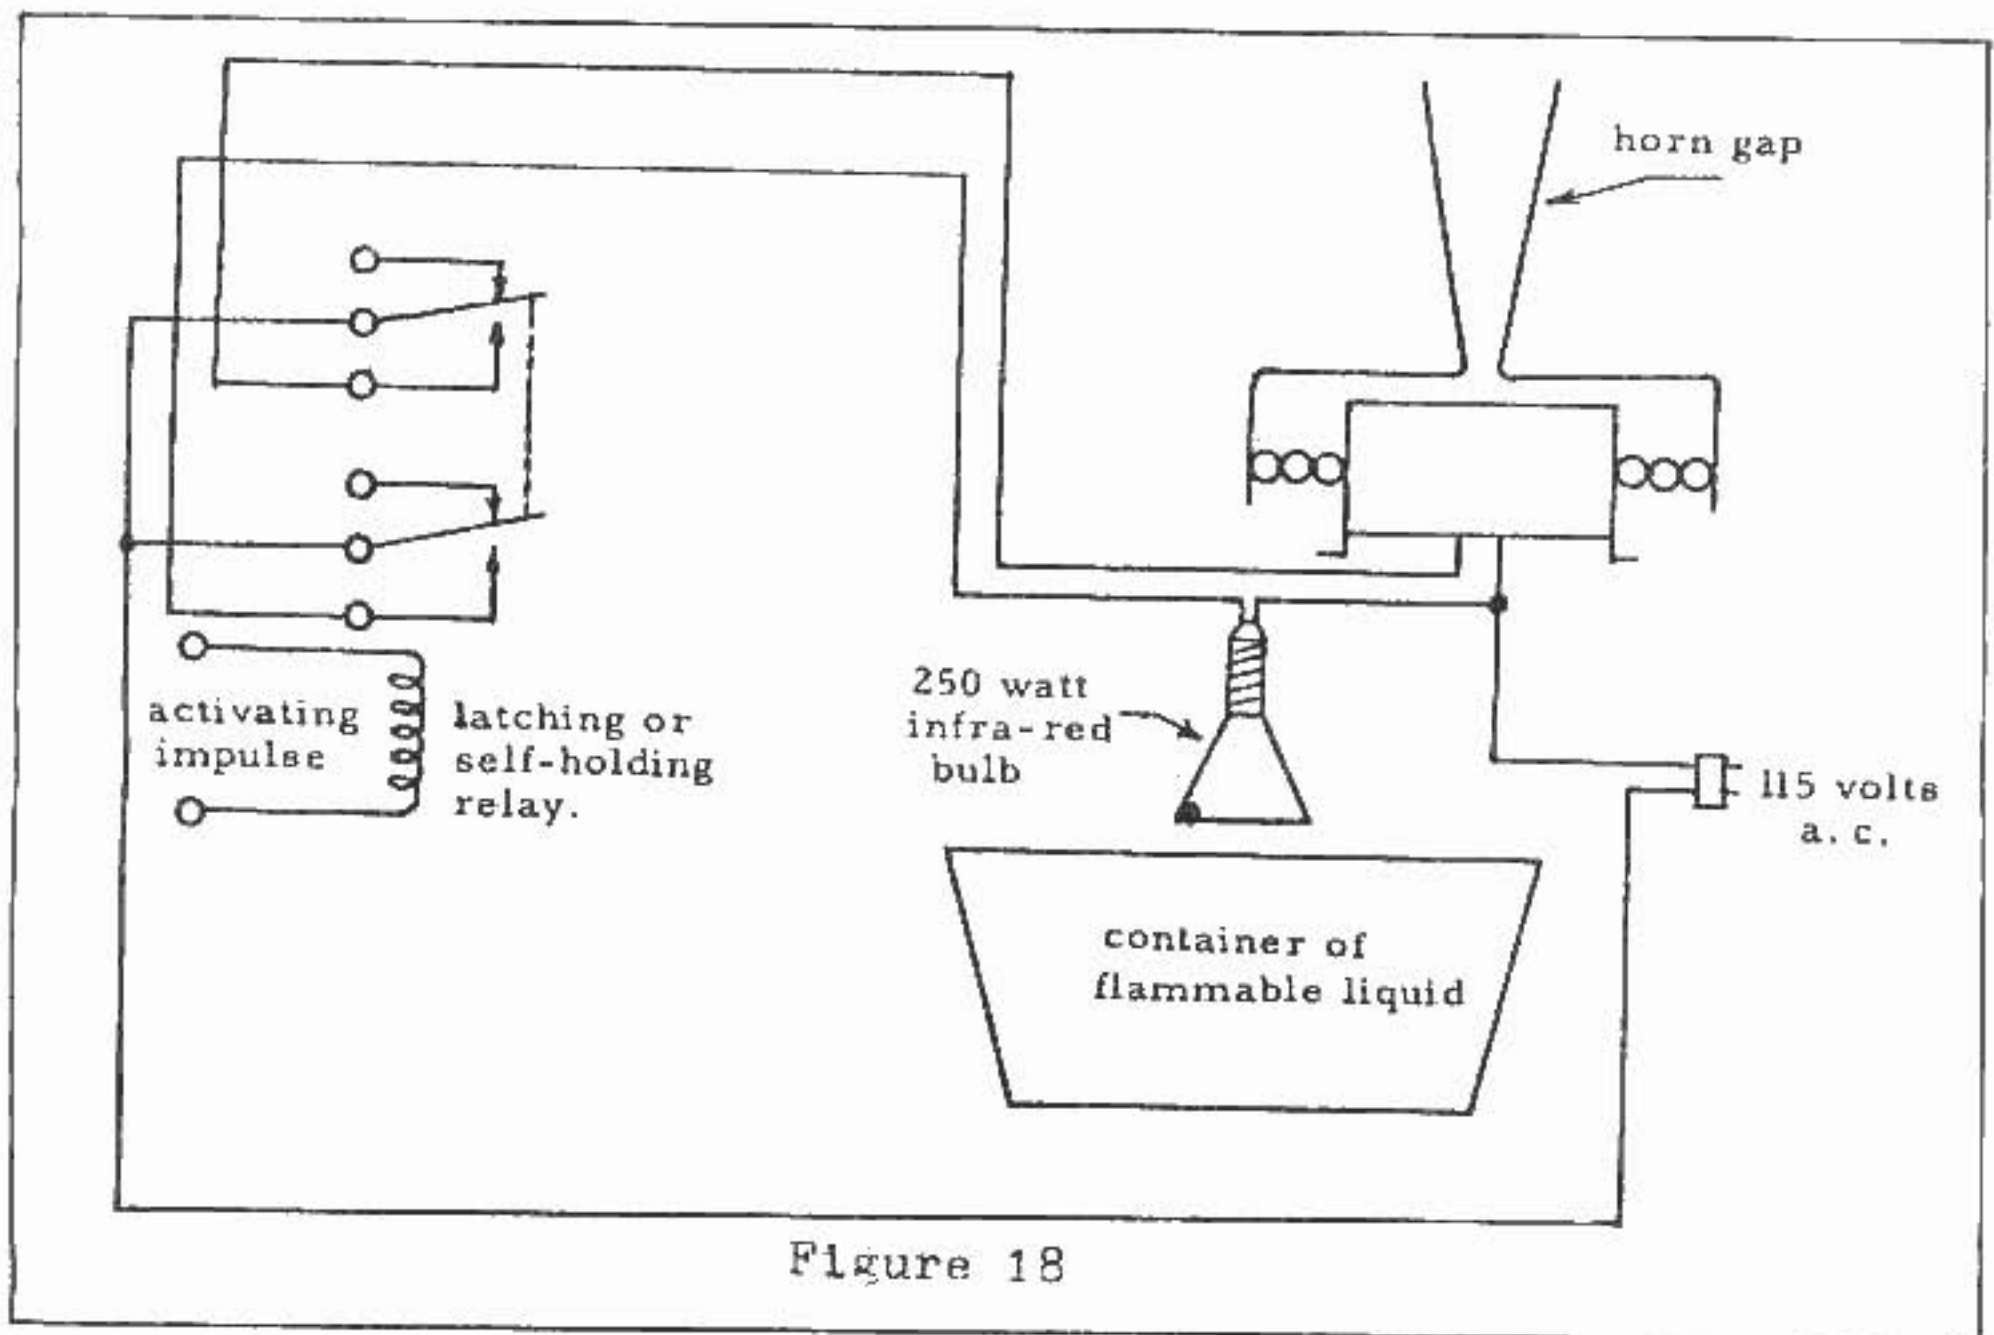 horn gap
activating
impulse
latching or
self-holding
relay.
250 watt
infra-red
bulb
115 volts
a. c.
container of
flammable liquid
Figure 18